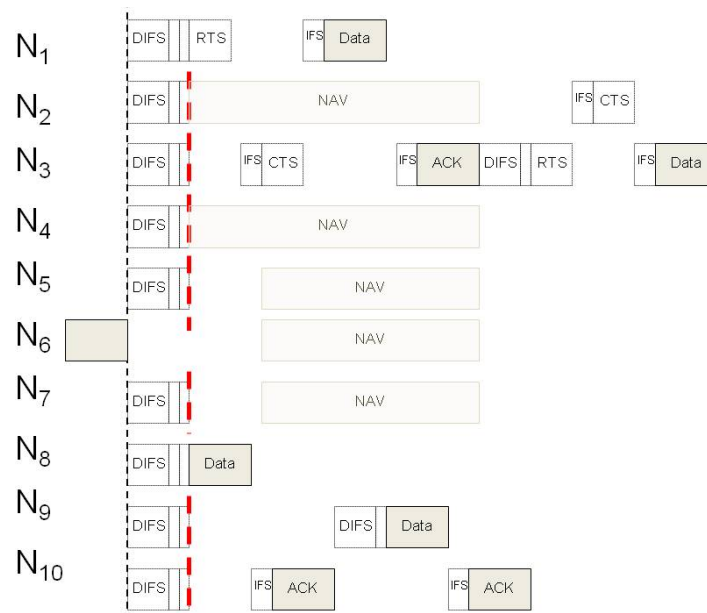 N1 DIFS RTS IFS Data
N2 DIFS NAV IFS CTS
N3 DIFS IFS CTS IFS ACK DIFS RTS IFS Data
N4 DIFS NAV
N5 DIFS NAV
N6 NAV
N7 DIFS NAV
N8 DIFS Data
N9 DIFS DIFS Data
N10 DIFS IFS ACK IFS ACK